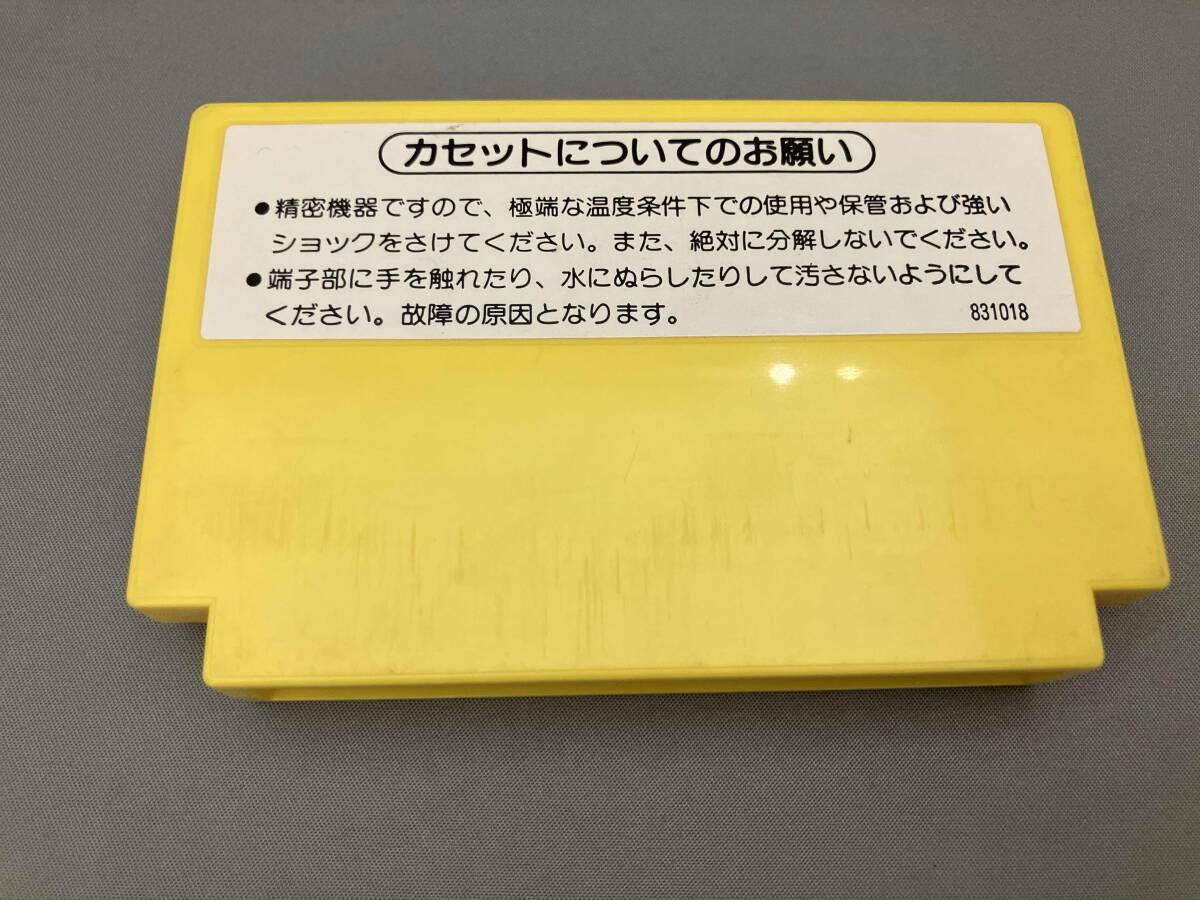 カセットについてのお願い
●精密機器ですので、極端な温度条件下での使用や保管および強い
ショックをさけてください。また、絶対に分解しないでください。
●端子部に手を触れたり、水にぬらしたりして汚さないようにして
ください。故障の原因となります。 831018